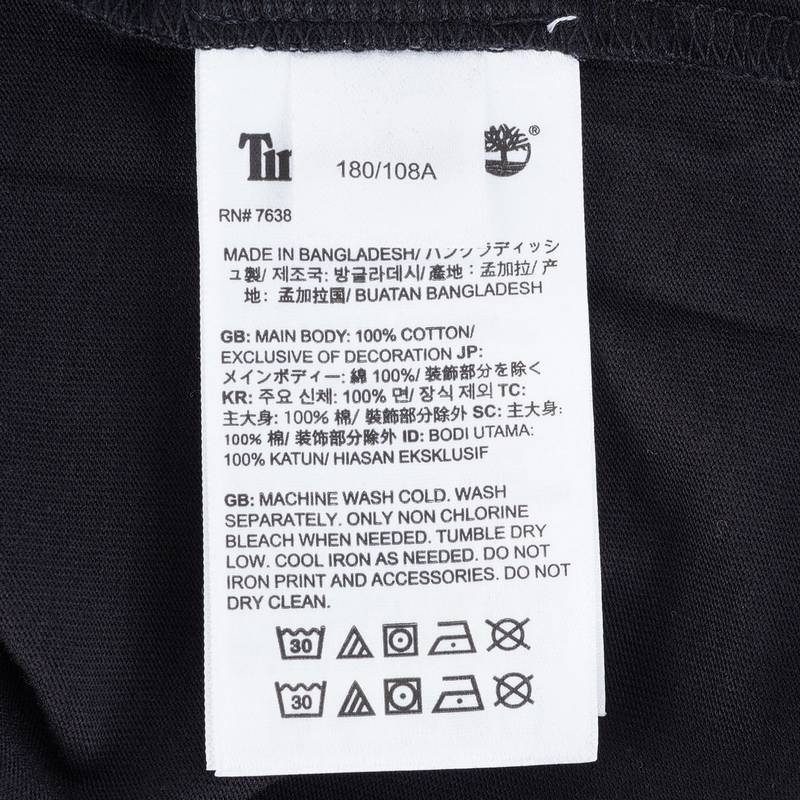 180/108A
RN# 7638
MADE IN BANGLADESH/ バングラディッシ
ュ製/ 제조국: 방글라데시/ 產地：孟加拉/ 产
地：孟加拉国/ BUATAN BANGLADESH
GB: MAIN BODY: 100% COTTON/
EXCLUSIVE OF DECORATION JP:
メインボディー: 綿 100%/ 装飾部分を除く
KR: 주요 신체: 100% 면/ 장식 제외 TC:
主大身: 100% 棉/ 裝飾部分除外 SC: 主大身:
100% 棉/ 装饰部分除外 ID: BODI UTAMA:
100% KATUN/ HIASAN EKSKLUSIF
GB: MACHINE WASH COLD. WASH
SEPARATELY. ONLY NON CHLORINE
BLEACH WHEN NEEDED. TUMBLE DRY
LOW. COOL IRON AS NEEDED. DO NOT
IRON PRINT AND ACCESSORIES. DO NOT
DRY CLEAN.
30
30